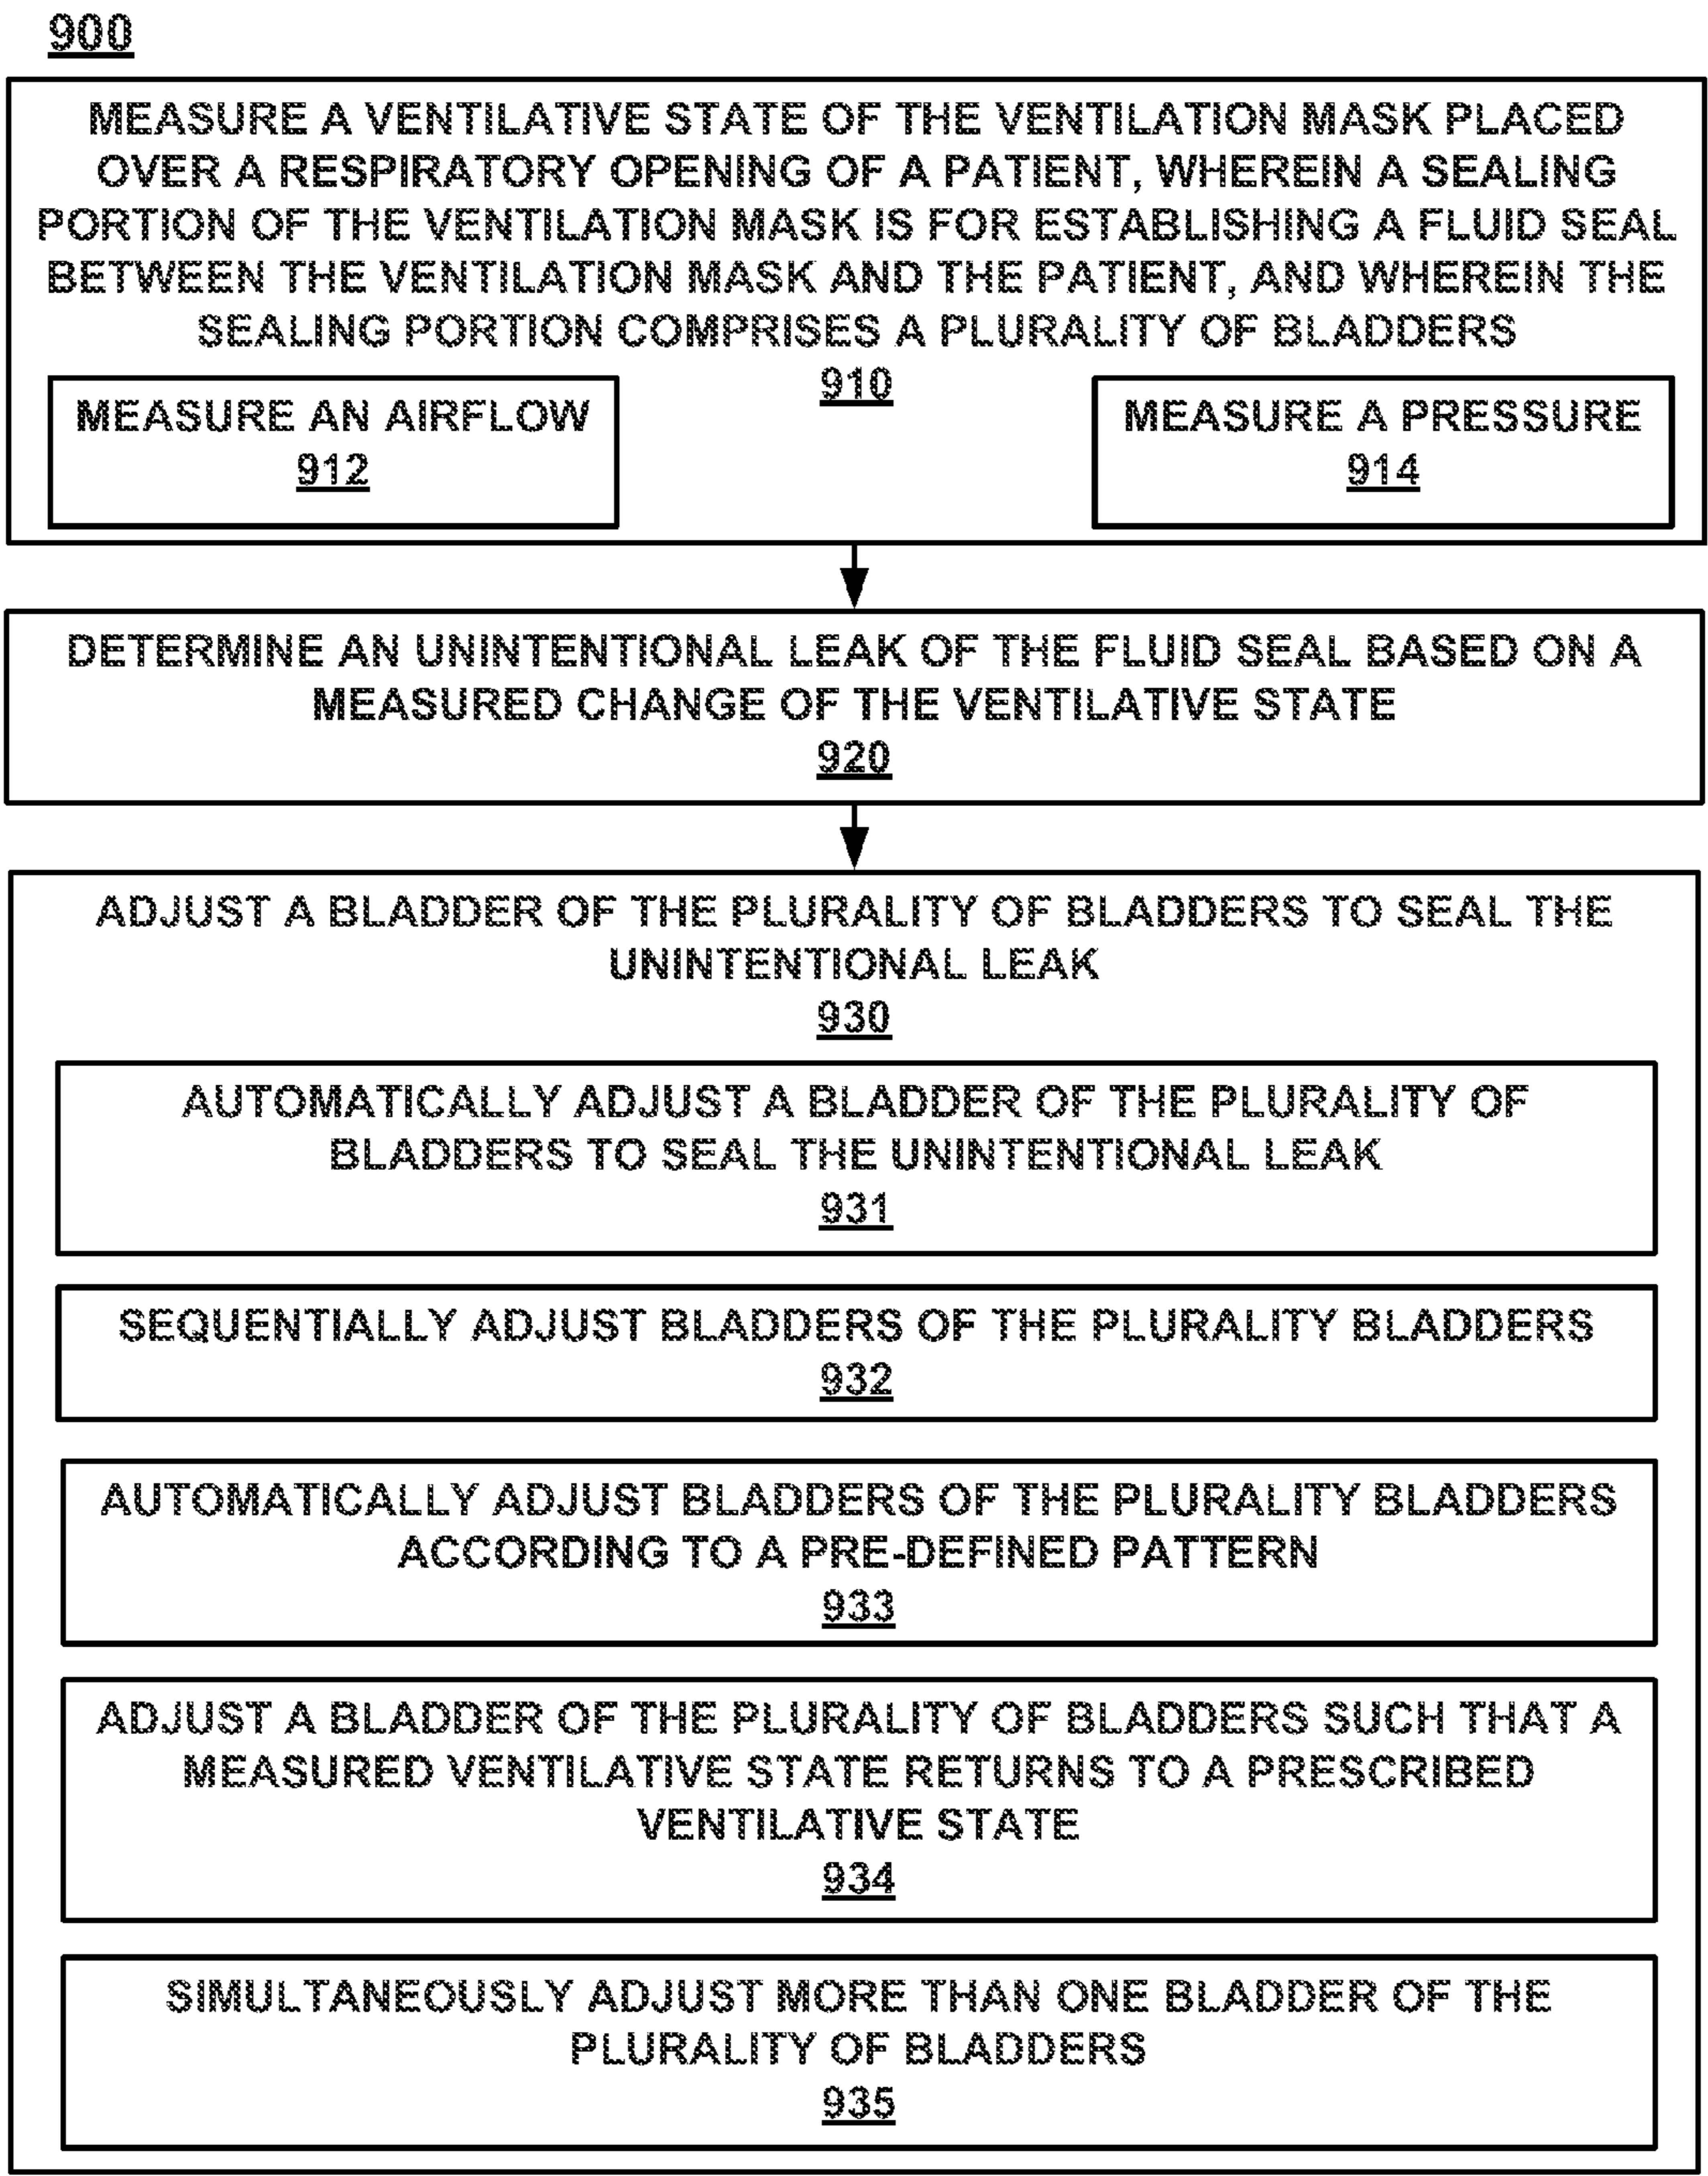 900
MEASURE A VENTILATIVE STATE OF THE VENTILATION MASK PLACED
OVER A RESPIRATORY OPENING OF A PATIENT, WHEREIN A SEALING
PORTION OF THE VENTILATION MASK IS FOR ESTABLISHING A FLUID SEAL
BETWEEN THE VENTILATION MASK AND THE PATIENT, AND WHEREIN THE
SEALING PORTION COMPRISES A PLURALITY OF BLADDERS
910
MEASURE AN AIRFLOW
912
MEASURE A PRESSURE
914
DETERMINE AN UNINTENTIONAL LEAK OF THE FLUID SEAL BASED ON A
MEASURED CHANGE OF THE VENTILATIVE STATE
920
ADJUST A BLADDER OF THE PLURALITY OF BLADDERS TO SEAL THE
UNINTENTIONAL LEAK
930
AUTOMATICALLY ADJUST A BLADDER OF THE PLURALITY OF
BLADDERS TO SEAL THE UNINTENTIONAL LEAK
931
SEQUENTIALLY ADJUST BLADDERS OF THE PLURALITY BLADDERS
932
AUTOMATICALLY ADJUST BLADDERS OF THE PLURALITY BLADDERS
ACCORDING TO A PRE-DEFINED PATTERN
933
ADJUST A BLADDER OF THE PLURALITY OF BLADDERS SUCH THAT A
MEASURED VENTILATIVE STATE RETURNS TO A PRESCRIBED
VENTILATIVE STATE
934
SIMULTANEOUSLY ADJUST MORE THAN ONE BLADDER OF THE
PLURALITY OF BLADDERS
935